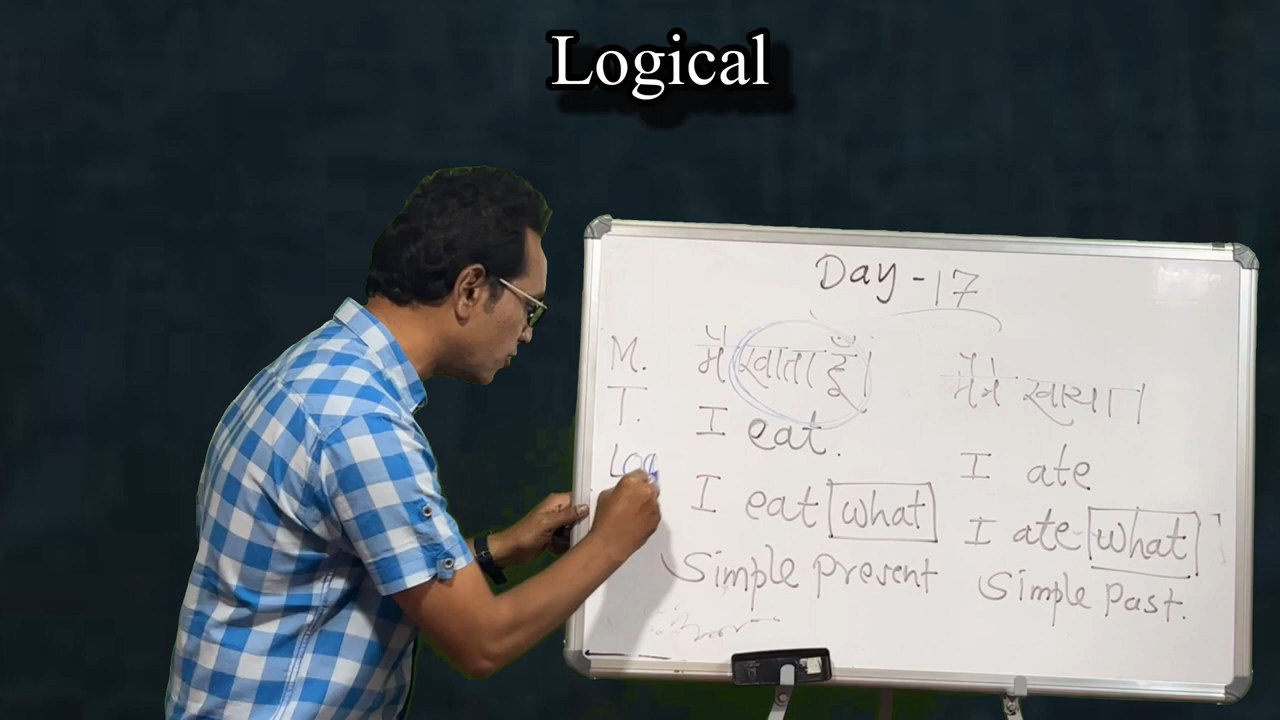 Logical
Day - 17
M. मैं खाता हूँ। मैंने खाया।
T. I eat. I ate
Log
I eat what I ate what
Simple present Simple Past.